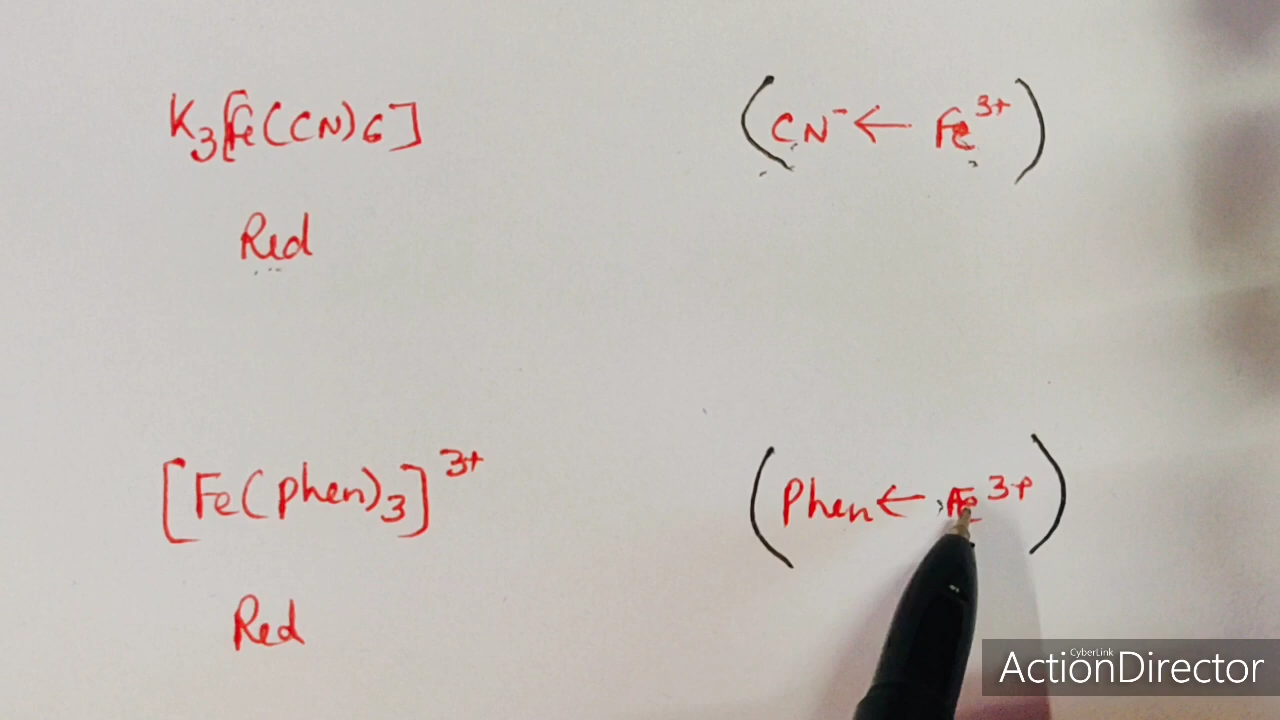 K3[Fe(CN)6]
(CN⁻ ← Fe³⁺)
Red
[Fe(phen)3]³⁺
(Phen ← Fe³⁺)
Red
CyberLink
ActionDirector